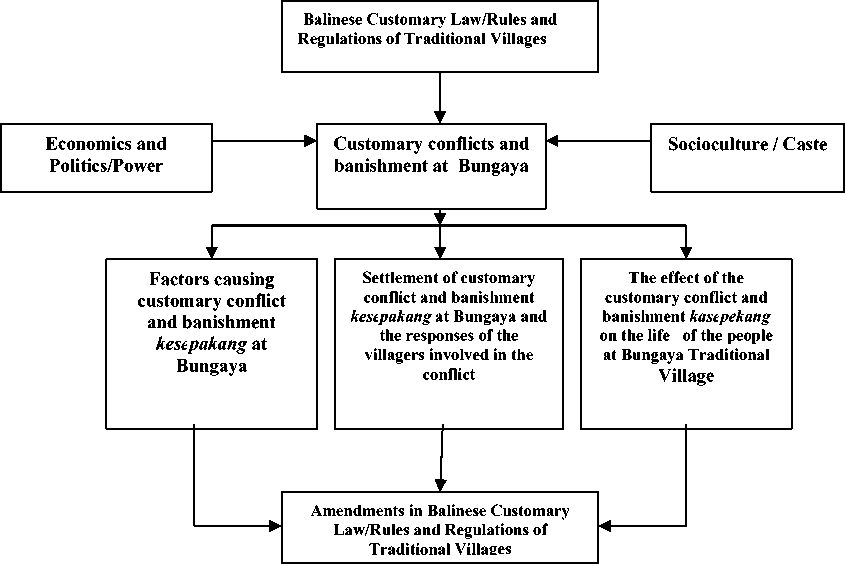 Balinese Customary Law/Rules and
Regulations of Traditional Villages
Economics and
Politics/Power
Customary conflicts and
banishment at Bungaya
Socioculture / Caste
Factors causing
customary conflict
and banishment
kesɛpakang at
Bungaya
Settlement of customary
conflict and banishment
kesɛpakang at Bungaya and
the responses of the
villagers involved in the
conflict
The effect of the
customary conflict and
banishment kasɛpekang
on the life of the people
at Bungaya Traditional
Village
Amendments in Balinese Customary
Law/Rules and Regulations of
Traditional Villages